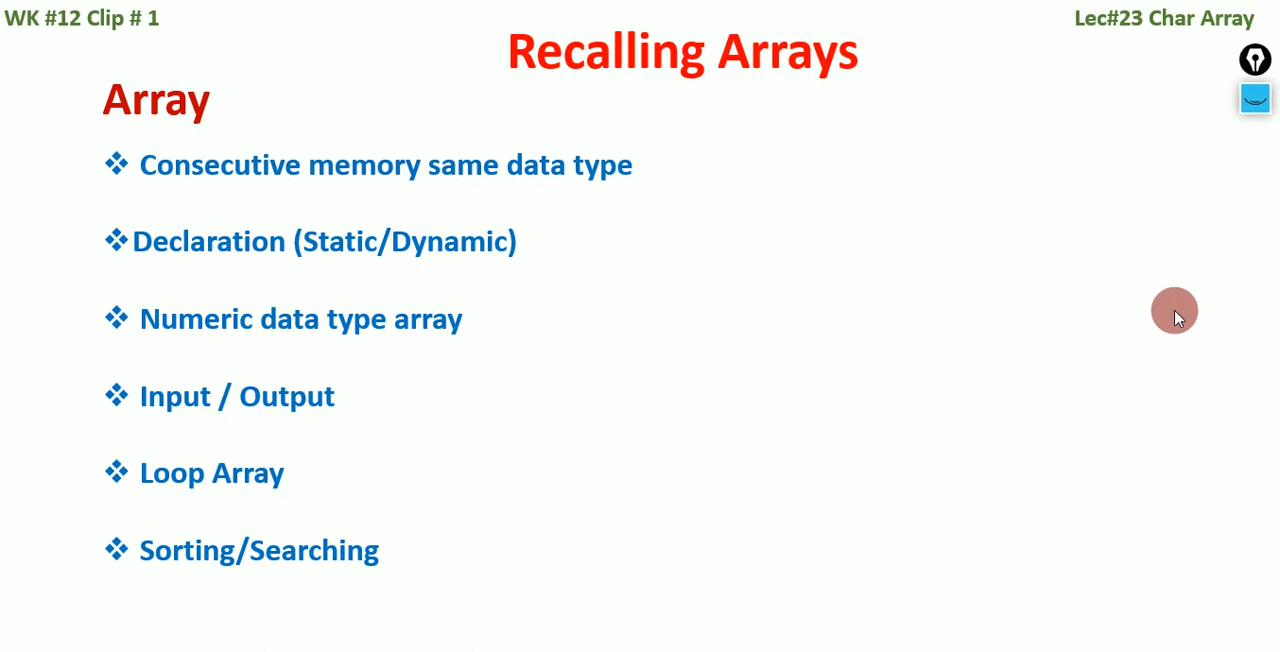 WK #12 Clip # 1
Lec#23 Char Array
Recalling Arrays
Array
❖ Consecutive memory same data type
❖Declaration (Static/Dynamic)
❖ Numeric data type array
❖ Input / Output
❖ Loop Array
❖ Sorting/Searching